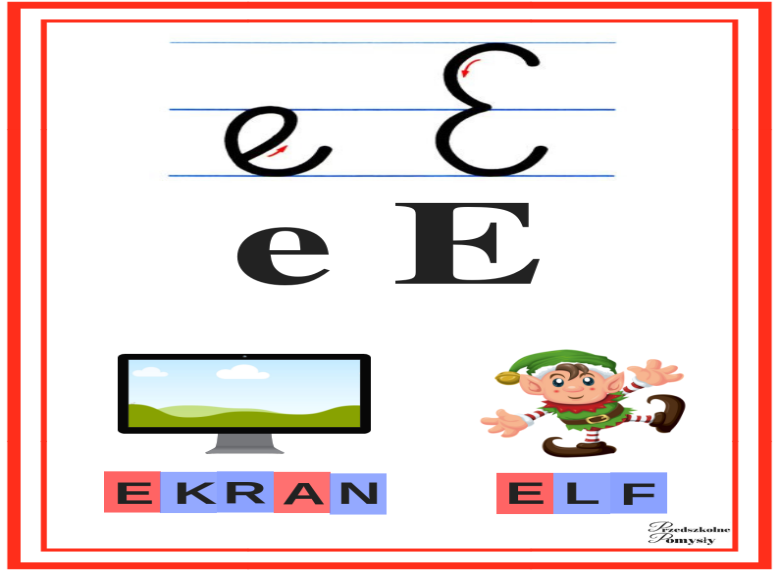 e E
e E
EKRAN ELF
Przedszkolne
Pomysły